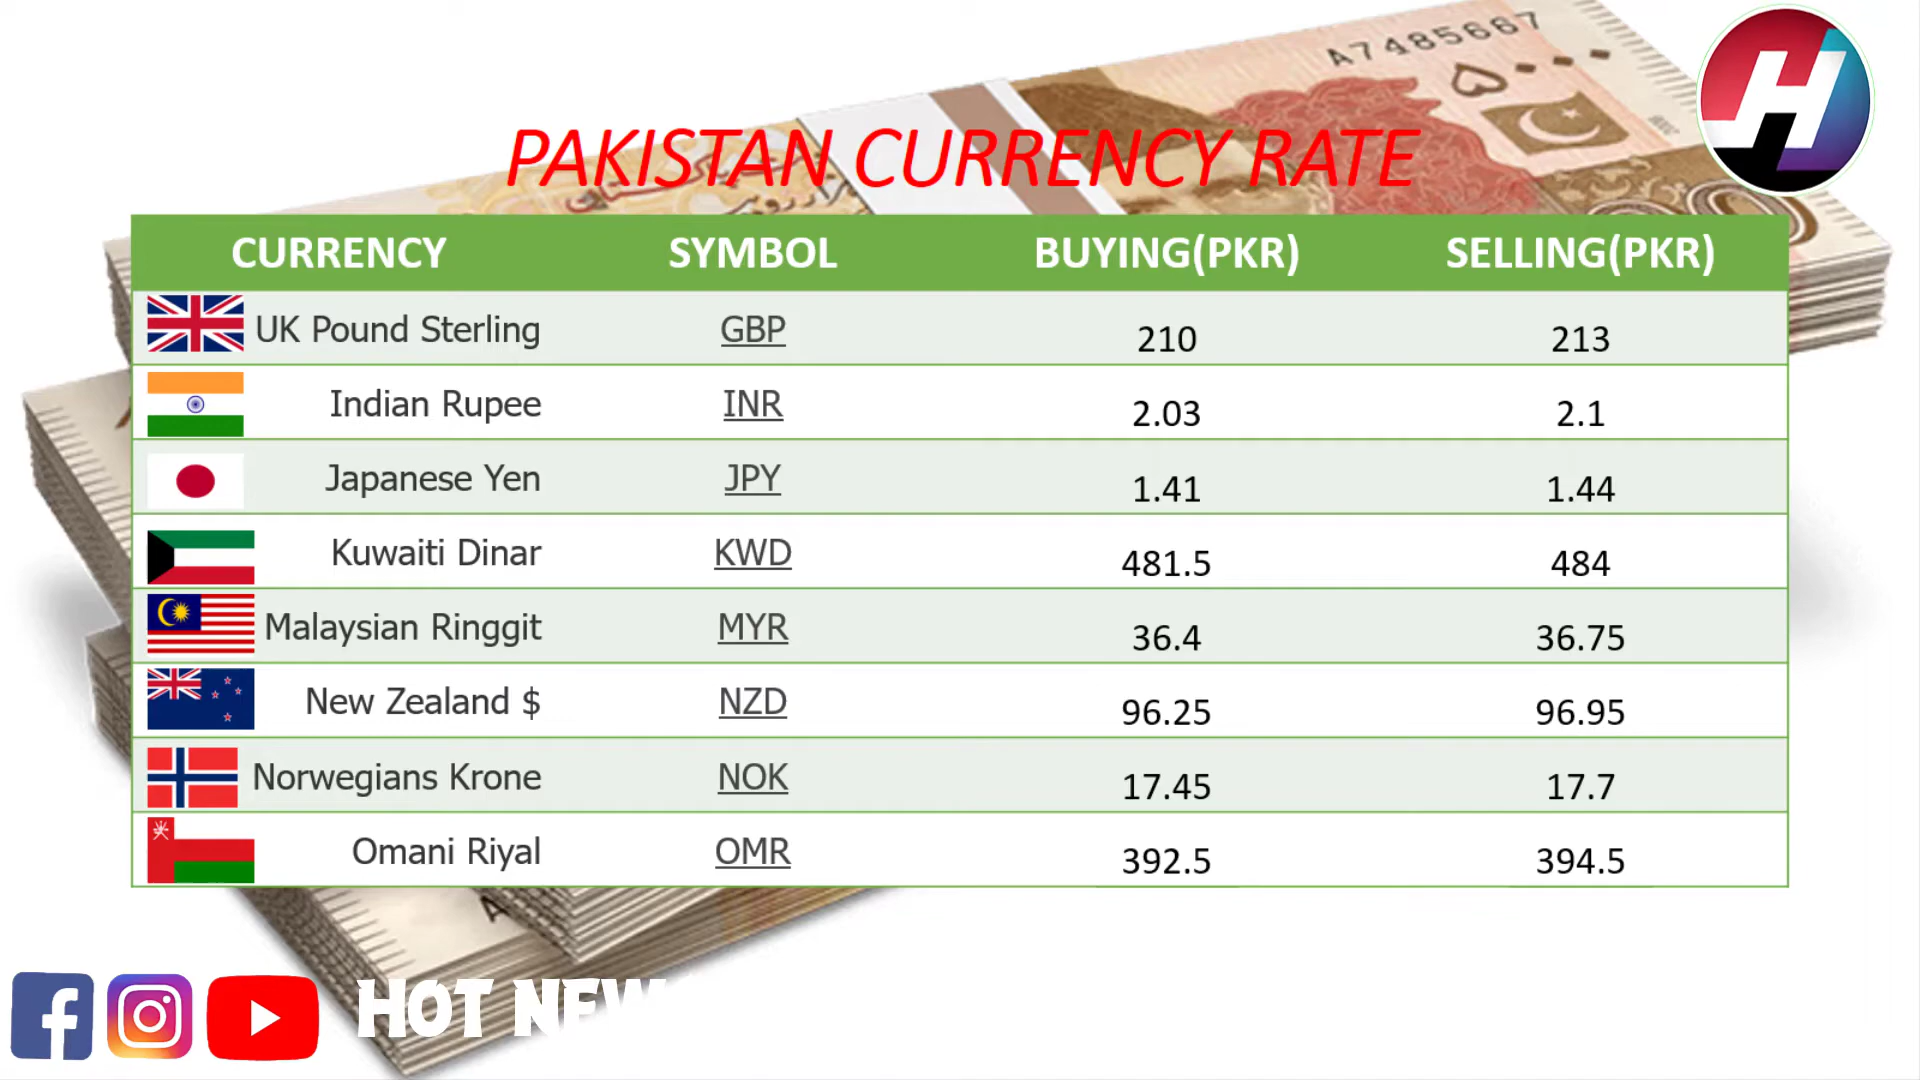 A7485667
H
PAKISTAN CURRENCY RATE
CURRENCY SYMBOL BUYING(PKR) SELLING(PKR)
UK Pound Sterling GBP 210 213
Indian Rupee INR 2.03 2.1
Japanese Yen JPY 1.41 1.44
Kuwaiti Dinar KWD 481.5 484
Malaysian Ringgit MYR 36.4 36.75
New Zealand $ NZD 96.25 96.95
Norwegians Krone NOK 17.45 17.7
Omani Riyal OMR 392.5 394.5
HOT NEW